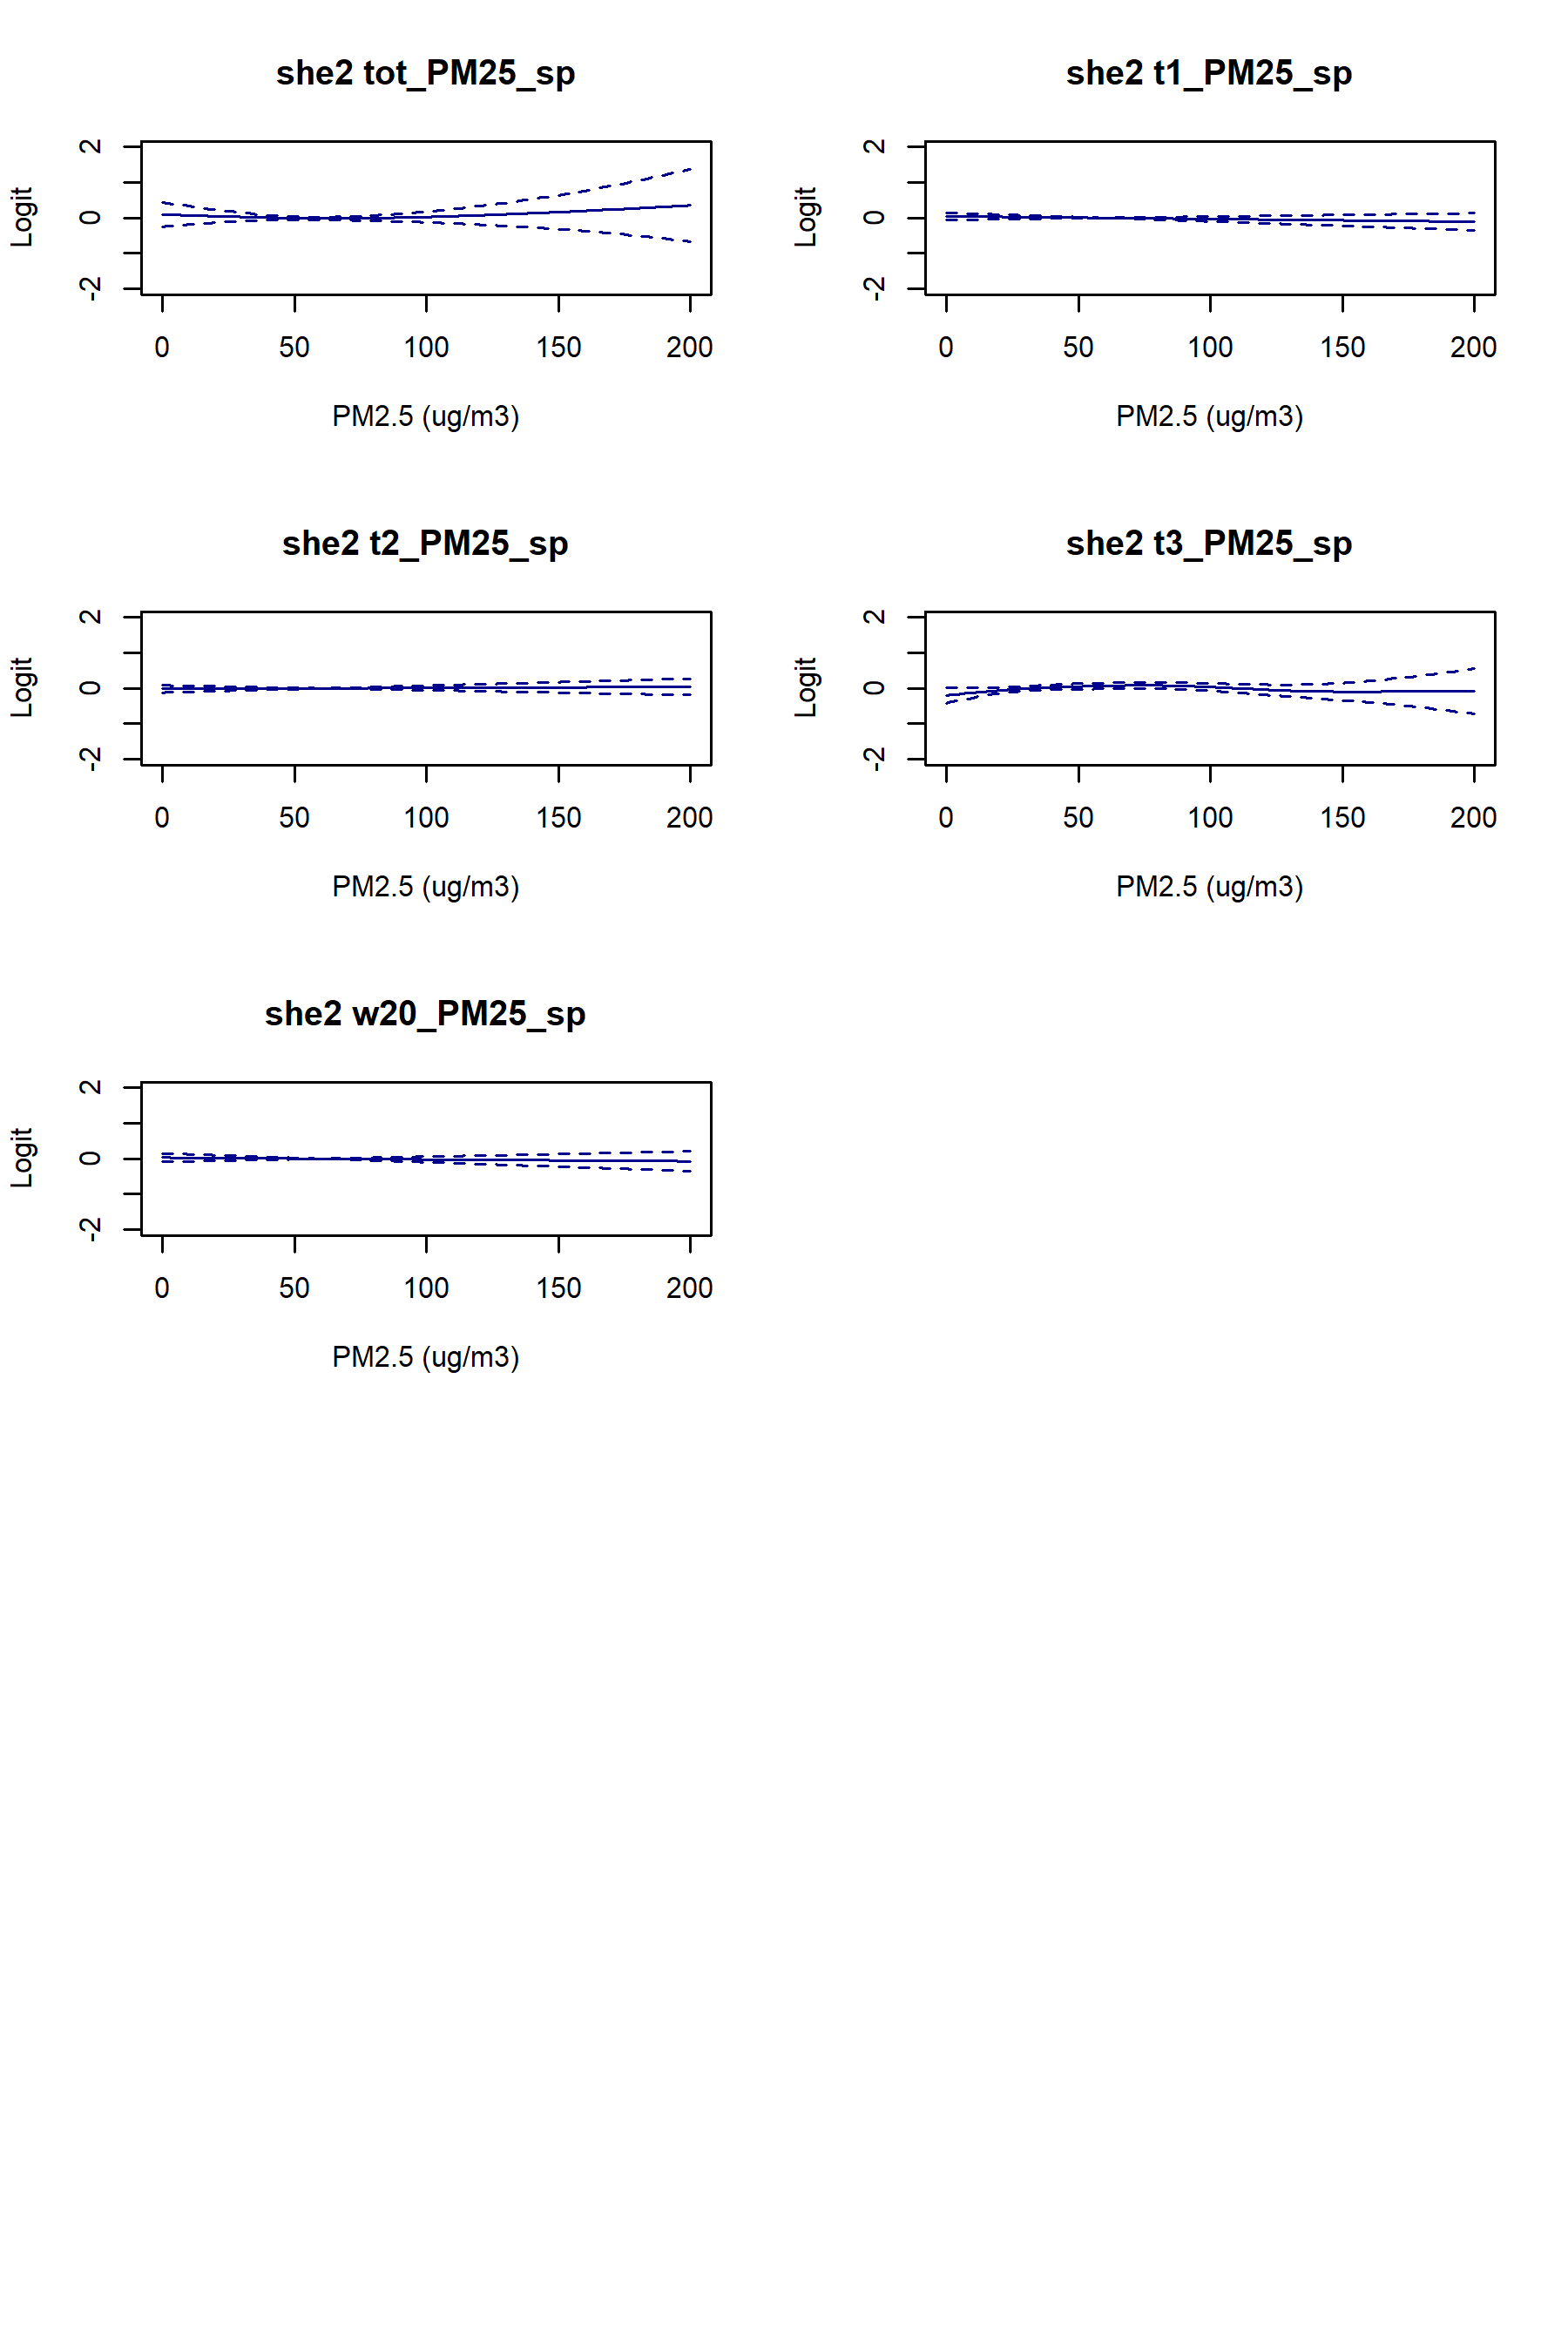 she2 tot_PM25_sp
Logit
2
0
-2
0 50 100 150 200
PM2.5 (ug/m3)
she2 t1_PM25_sp
Logit
2
0
-2
0 50 100 150 200
PM2.5 (ug/m3)
she2 t2_PM25_sp
Logit
2
0
-2
0 50 100 150 200
PM2.5 (ug/m3)
she2 t3_PM25_sp
Logit
2
0
-2
0 50 100 150 200
PM2.5 (ug/m3)
she2 w20_PM25_sp
Logit
2
0
-2
0 50 100 150 200
PM2.5 (ug/m3)